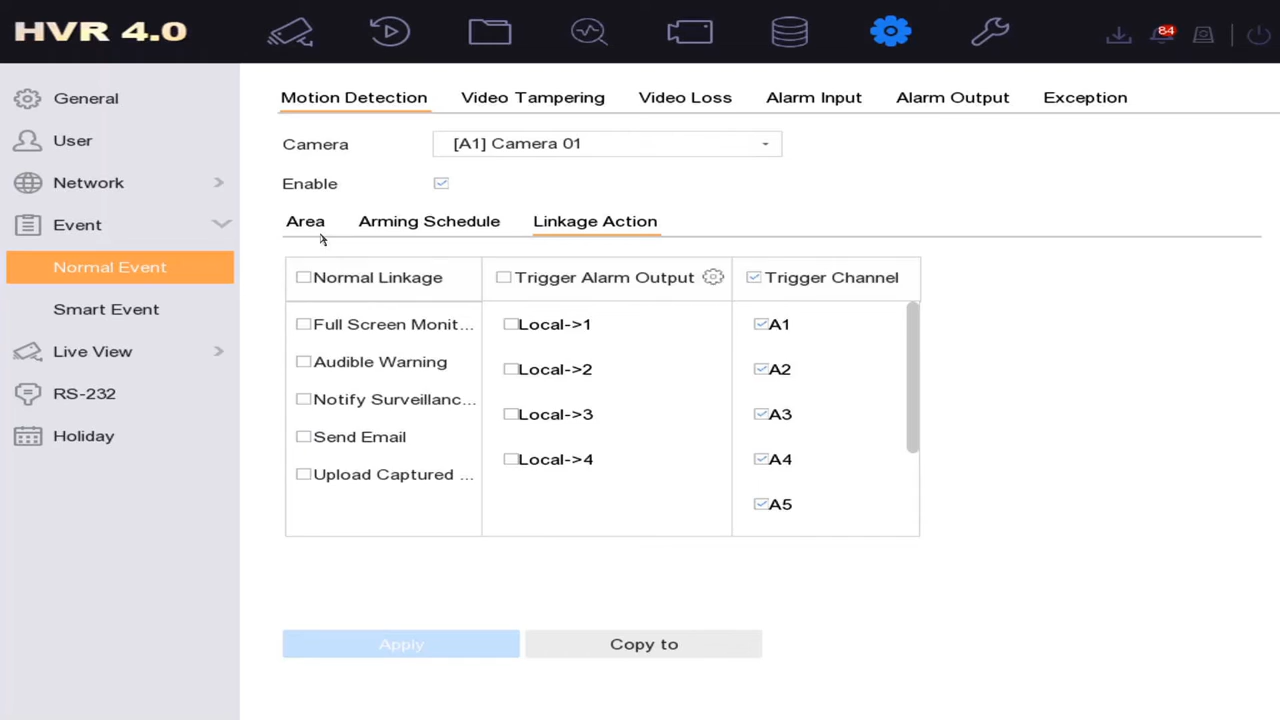 HVR 4.0
84
General
User
Network
Event
Normal Event
Smart Event
Live View
RS-232
Holiday
Motion Detection Video Tampering Video Loss Alarm Input Alarm Output Exception
Camera [A1] Camera 01
Enable
Area Arming Schedule Linkage Action
Normal Linkage Trigger Alarm Output Trigger Channel
Full Screen Monit... Local->1 A1
Audible Warning Local->2 A2
Notify Surveillanc... Local->3 A3
Send Email Local->4 A4
Upload Captured ... A5
Apply Copy to